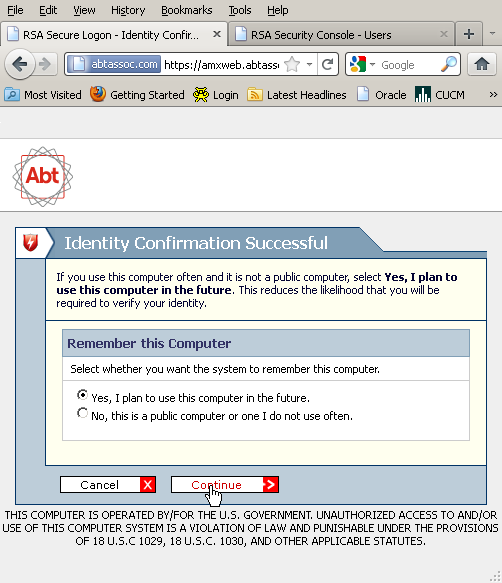 File Edit View History Bookmarks Tools Help
RSA Secure Logon - Identity Confir... RSA Security Console - Users
abtassoc.com https://amxweb.abtass Google
Most Visited Getting Started Login Latest Headlines Oracle CUCM »
Abt
Identity Confirmation Successful
If you use this computer often and it is not a public computer, select Yes, I plan to
use this computer in the future. This reduces the likelihood that you will be
required to verify your identity.
Remember this Computer
Select whether you want the system to remember this computer.
Yes, I plan to use this computer in the future.
No, this is a public computer or one I do not use often.
Cancel X Continue >
THIS COMPUTER IS OPERATED BY/FOR THE U.S. GOVERNMENT. UNAUTHORIZED ACCESS TO AND/OR
USE OF THIS COMPUTER SYSTEM IS A VIOLATION OF LAW AND PUNISHABLE UNDER THE PROVISIONS
OF 18 U.S.C 1029, 18 U.S.C. 1030, AND OTHER APPLICABLE STATUTES.